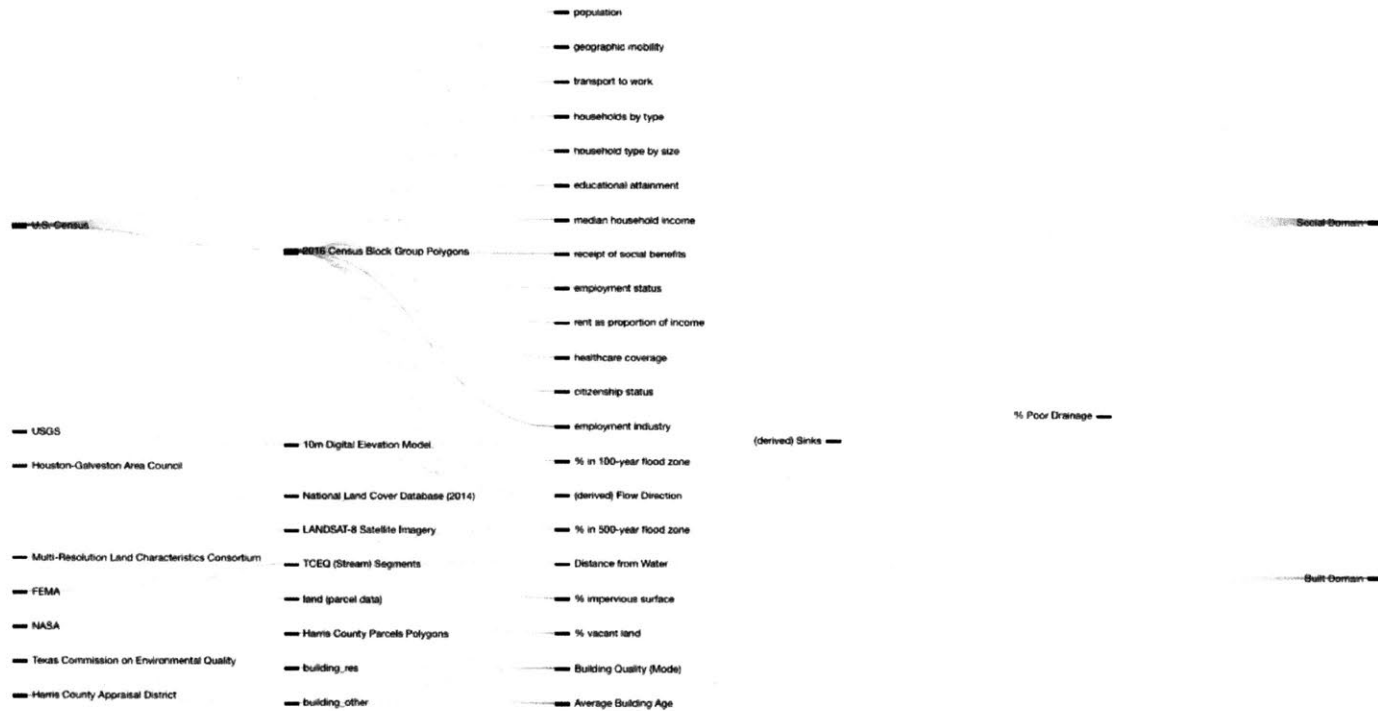 U.S. Census
USGS
Houston-Galveston Area Council
Multi-Resolution Land Characteristics Consortium
FEMA
NASA
Texas Commission on Environmental Quality
Harris County Appraisal District
2016 Census Block Group Polygons
10m Digital Elevation Model
National Land Cover Database (2014)
LANDSAT-8 Satellite Imagery
TCEQ (Stream) Segments
land (parcel data)
Harris County Parcels Polygons
building_res
building_other
population
geographic mobility
transport to work
households by type
household type by size
educational attainment
median household income
receipt of social benefits
employment status
rent as proportion of income
healthcare coverage
citizenship status
employment industry
% in 100-year flood zone
(derived) Flow Direction
% in 500-year flood zone
Distance from Water
% impervious surface
% vacant land
Building Quality (Mode)
Average Building Age
(derived) Sinks
% Poor Drainage
Social Domain
Built Domain